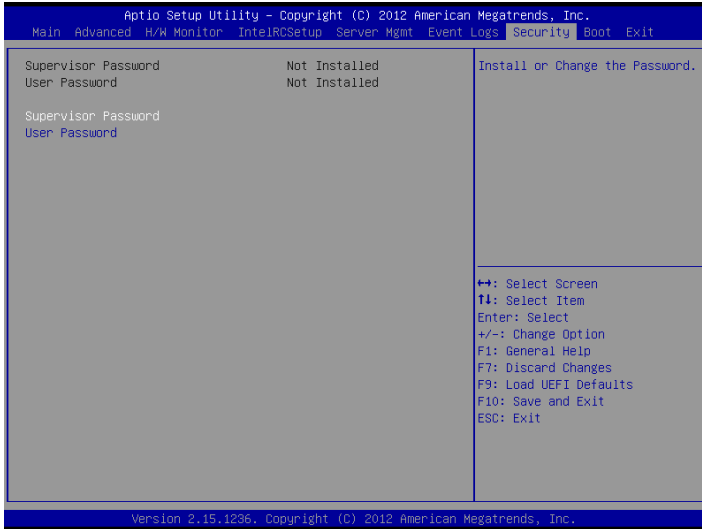 Aptio Setup Utility – Copyright (C) 2012 American Megatrends, Inc.
Main Advanced H/W Monitor IntelRCSetup Server Mgmt Event Logs Security Boot Exit
Supervisor Password Not Installed
User Password Not Installed
Supervisor Password
User Password
Install or Change the Password.
↔: Select Screen
↑↓: Select Item
Enter: Select
+/-: Change Option
F1: General Help
F7: Discard Changes
F9: Load UEFI Defaults
F10: Save and Exit
ESC: Exit
Version 2.15.1236. Copyright (C) 2012 American Megatrends, Inc.